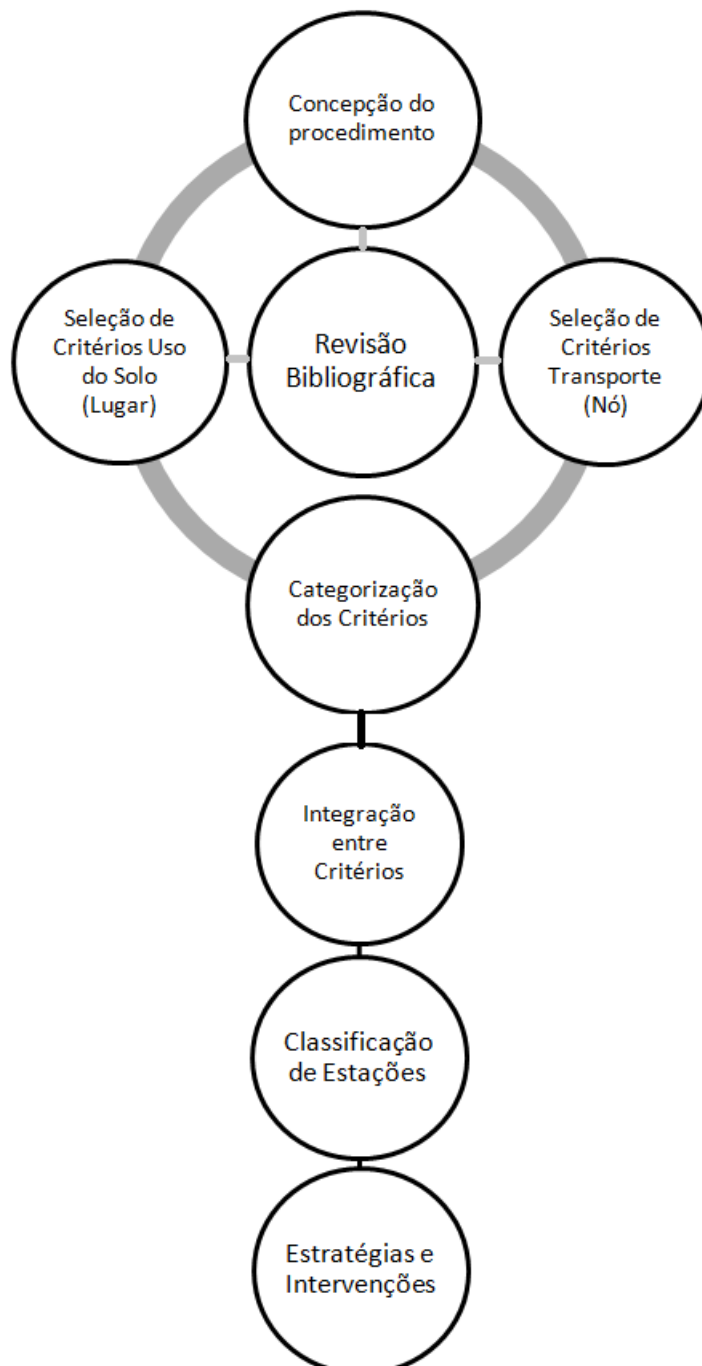 Concepção do
procedimento
Seleção de
Critérios Uso
do Solo
(Lugar)
Revisão
Bibliográfica
Seleção de
Critérios
Transporte
(Nó)
Categorização
dos Critérios
Integração
entre
Critérios
Classificação
de Estações
Estratégias e
Intervenções